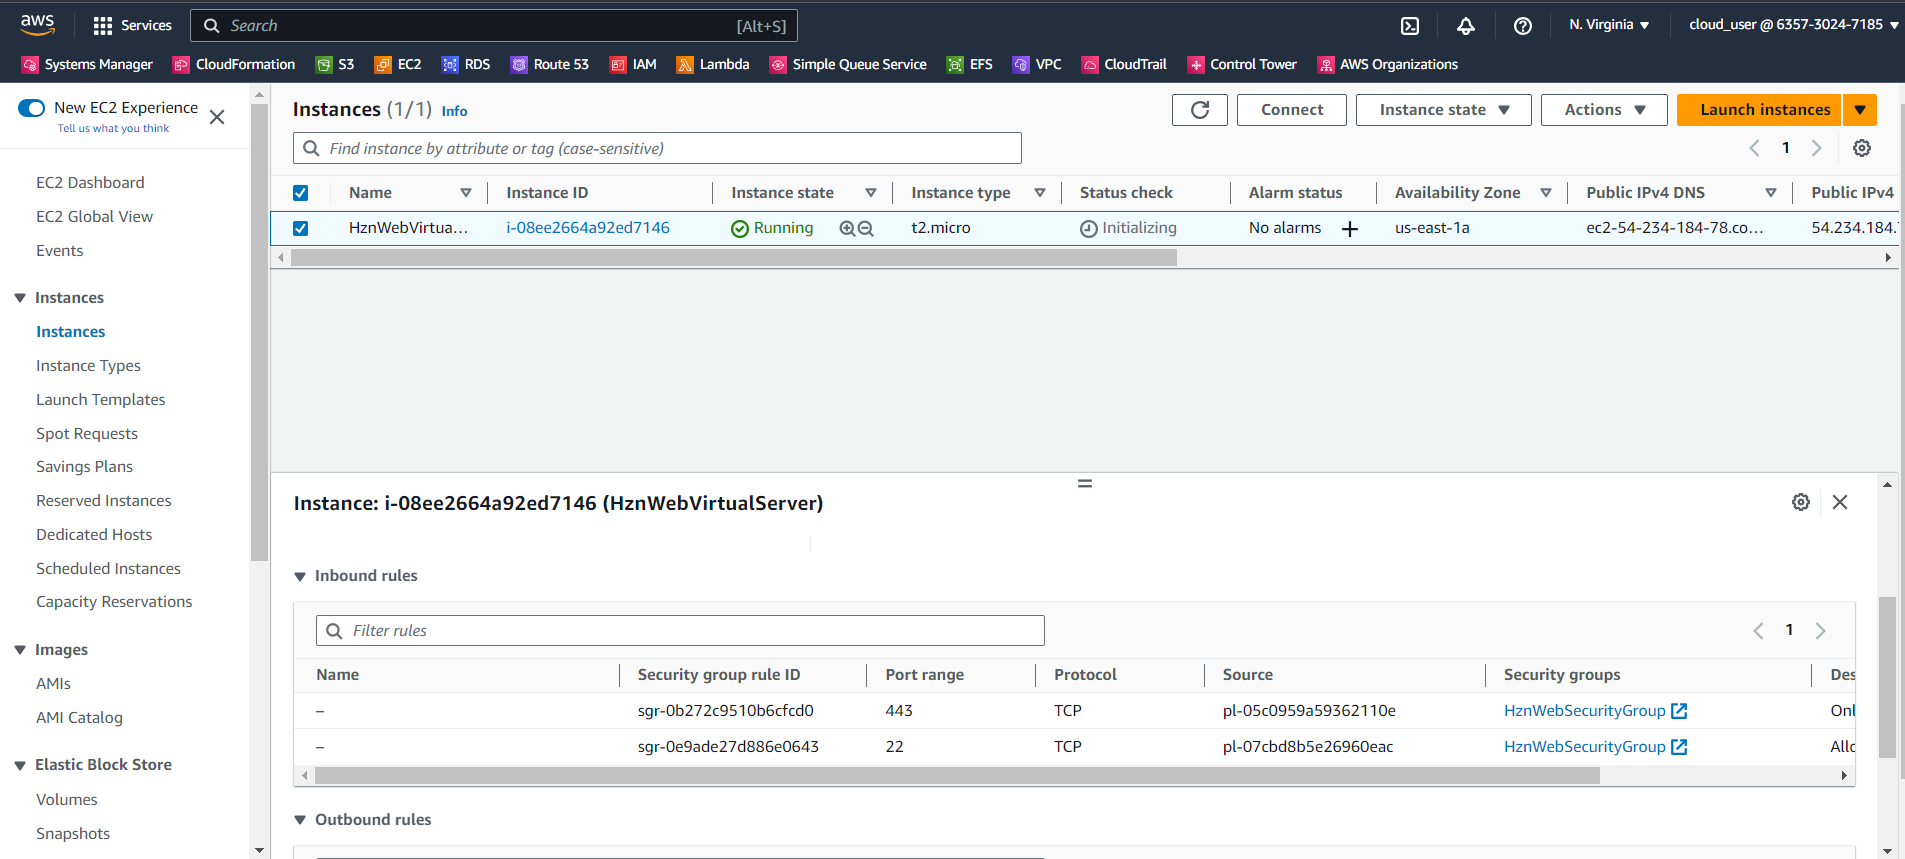 aws Services Search [Alt+S] N. Virginia cloud_user @ 6357-3024-7185
Systems Manager CloudFormation S3 EC2 RDS Route 53 IAM Lambda Simple Queue Service EFS VPC CloudTrail Control Tower AWS Organizations
New EC2 Experience
Tell us what you think
EC2 Dashboard
EC2 Global View
Events
Instances
Instances
Instance Types
Launch Templates
Spot Requests
Savings Plans
Reserved Instances
Dedicated Hosts
Scheduled Instances
Capacity Reservations
Images
AMIs
AMI Catalog
Elastic Block Store
Volumes
Snapshots
Instances (1/1) Info Connect Instance state Actions Launch instances
Find instance by attribute or tag (case-sensitive) 1
Name Instance ID Instance state Instance type Status check Alarm status Availability Zone Public IPv4 DNS Public IPv4
HznWebVirtua... i-08ee2664a92ed7146 Running t2.micro Initializing No alarms + us-east-1a ec2-54-234-184-78.co... 54.234.184.
Instance: i-08ee2664a92ed7146 (HznWebVirtualServer)
Inbound rules
Filter rules 1
Name Security group rule ID Port range Protocol Source Security groups Des
– sgr-0b272c9510b6cfcd0 443 TCP pl-05c0959a59362110e HznWebSecurityGroup Onl
– sgr-0e9ade27d886e0643 22 TCP pl-07cbd8b5e26960eac HznWebSecurityGroup Allo
Outbound rules